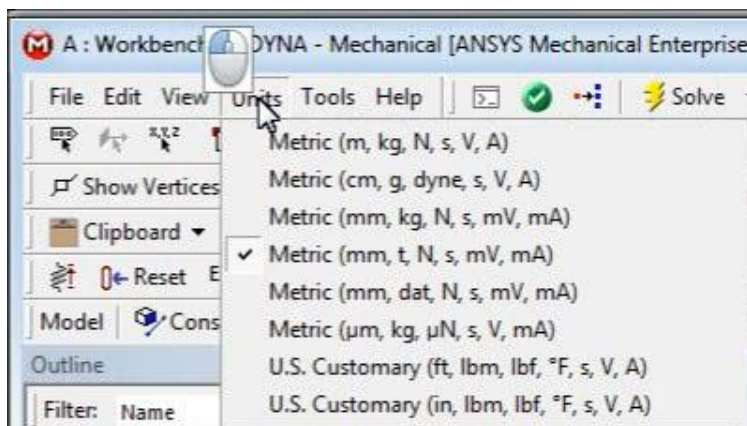 A : Workbench DYNA - Mechanical [ANSYS Mechanical Enterprise
File Edit View Units Tools Help Solve
Metric (m, kg, N, s, V, A)
X,Y,Z
Metric (cm, g, dyne, s, V, A)
Show Vertices
Metric (mm, kg, N, s, mV, mA)
Clipboard
Metric (mm, t, N, s, mV, mA)
Reset E
Metric (mm, dat, N, s, mV, mA)
Model Cons
Metric (µm, kg, µN, s, V, mA)
Outline
U.S. Customary (ft, lbm, lbf, °F, s, V, A)
Filter: Name
U.S. Customary (in, lbm, lbf, °F, s, V, A)